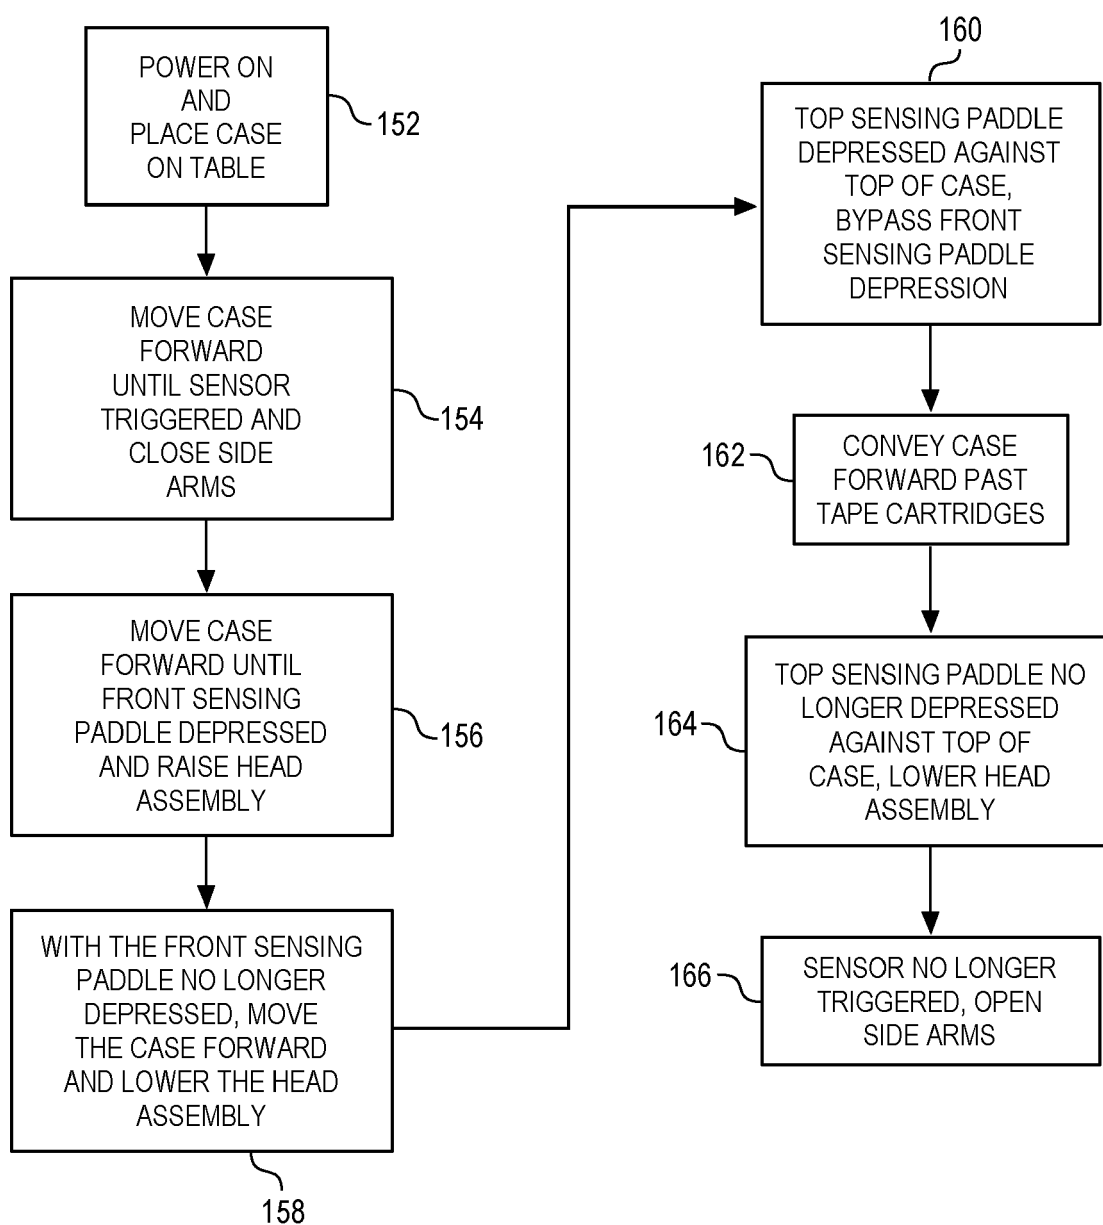 POWER ON
AND
PLACE CASE
ON TABLE
152
MOVE CASE
FORWARD
UNTIL SENSOR
TRIGGERED AND
CLOSE SIDE
ARMS
154
MOVE CASE
FORWARD UNTIL
FRONT SENSING
PADDLE DEPRESSED
AND RAISE HEAD
ASSEMBLY
156
WITH THE FRONT SENSING
PADDLE NO LONGER
DEPRESSED, MOVE
THE CASE FORWARD
AND LOWER THE HEAD
ASSEMBLY
158
160
TOP SENSING PADDLE
DEPRESSED AGAINST
TOP OF CASE,
BYPASS FRONT
SENSING PADDLE
DEPRESSION
162
CONVEY CASE
FORWARD PAST
TAPE CARTRIDGES
164
TOP SENSING PADDLE NO
LONGER DEPRESSED
AGAINST TOP OF
CASE, LOWER HEAD
ASSEMBLY
166
SENSOR NO LONGER
TRIGGERED, OPEN
SIDE ARMS